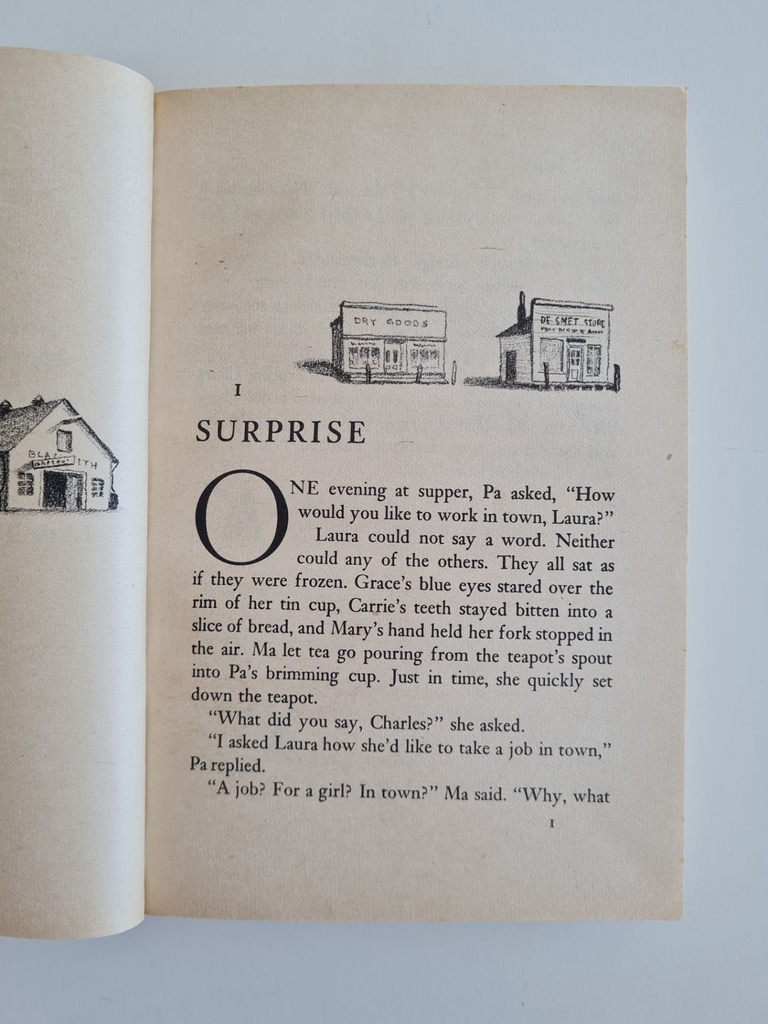 DRY GOODS
DE SMET STORE
I
SURPRISE
ONE evening at supper, Pa asked, “How
would you like to work in town, Laura?”
Laura could not say a word. Neither
could any of the others. They all sat as
if they were frozen. Grace’s blue eyes stared over the
rim of her tin cup, Carrie’s teeth stayed bitten into a
slice of bread, and Mary’s hand held her fork stopped in
the air. Ma let tea go pouring from the teapot’s spout
into Pa’s brimming cup. Just in time, she quickly set
down the teapot.
“What did you say, Charles?” she asked.
“I asked Laura how she’d like to take a job in town,”
Pa replied.
“A job? For a girl? In town?” Ma said. “Why, what
1